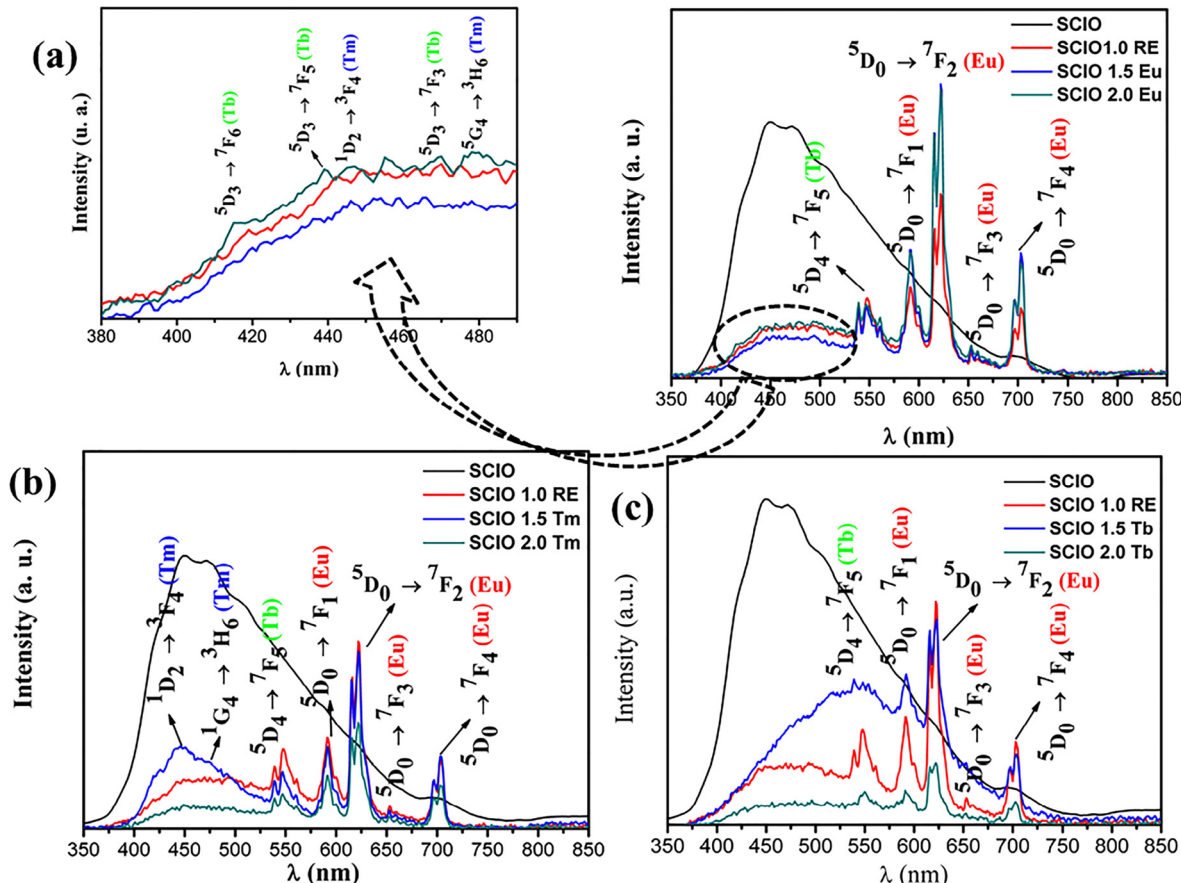 (a)
Intensity (u. a.)
⁵D₃ → ⁷F₆ (Tb)
⁵D₃ → ⁷F₅ (Tb)
¹D₂ → ³F₄ (Tm)
⁵D₃ → ⁷F₃ (Tb)
⁵G₄ → ³H₆ (Tm)
380 400 420 440 460 480
λ (nm)
SCIO
SCIO1.0 RE
SCIO 1.5 Eu
SCIO 2.0 Eu
Intensity (a. u.)
⁵D₄ → ⁷F₅ (Tb)
⁵D₀ → ⁷F₁ (Eu)
⁵D₀ → ⁷F₂ (Eu)
⁵D₀ → ⁷F₃ (Eu)
⁵D₀ → ⁷F₄ (Eu)
350 400 450 500 550 600 650 700 750 800 850
λ (nm)
(b)
SCIO
SCIO 1.0 RE
SCIO 1.5 Tm
SCIO 2.0 Tm
Intensity (a. u.)
¹D₂ → ³F₄ (Tm)
¹G₄ → ³H₆ (Tm)
⁵D₄ → ⁷F₅ (Tb)
⁵D₀ → ⁷F₁ (Eu)
⁵D₀ → ⁷F₂ (Eu)
⁵D₀ → ⁷F₃ (Eu)
⁵D₀ → ⁷F₄ (Eu)
350 400 450 500 550 600 650 700 750 800 850
λ (nm)
(c)
SCIO
SCIO 1.0 RE
SCIO 1.5 Tb
SCIO 2.0 Tb
Intensity (a.u.)
⁵D₄ → ⁷F₅ (Tb)
⁵D₀ → ⁷F₁ (Eu)
⁵D₀ → ⁷F₂ (Eu)
⁵D₀ → ⁷F₃ (Eu)
⁵D₀ → ⁷F₄ (Eu)
350 400 450 500 550 600 650 700 750 800 850
λ (nm)